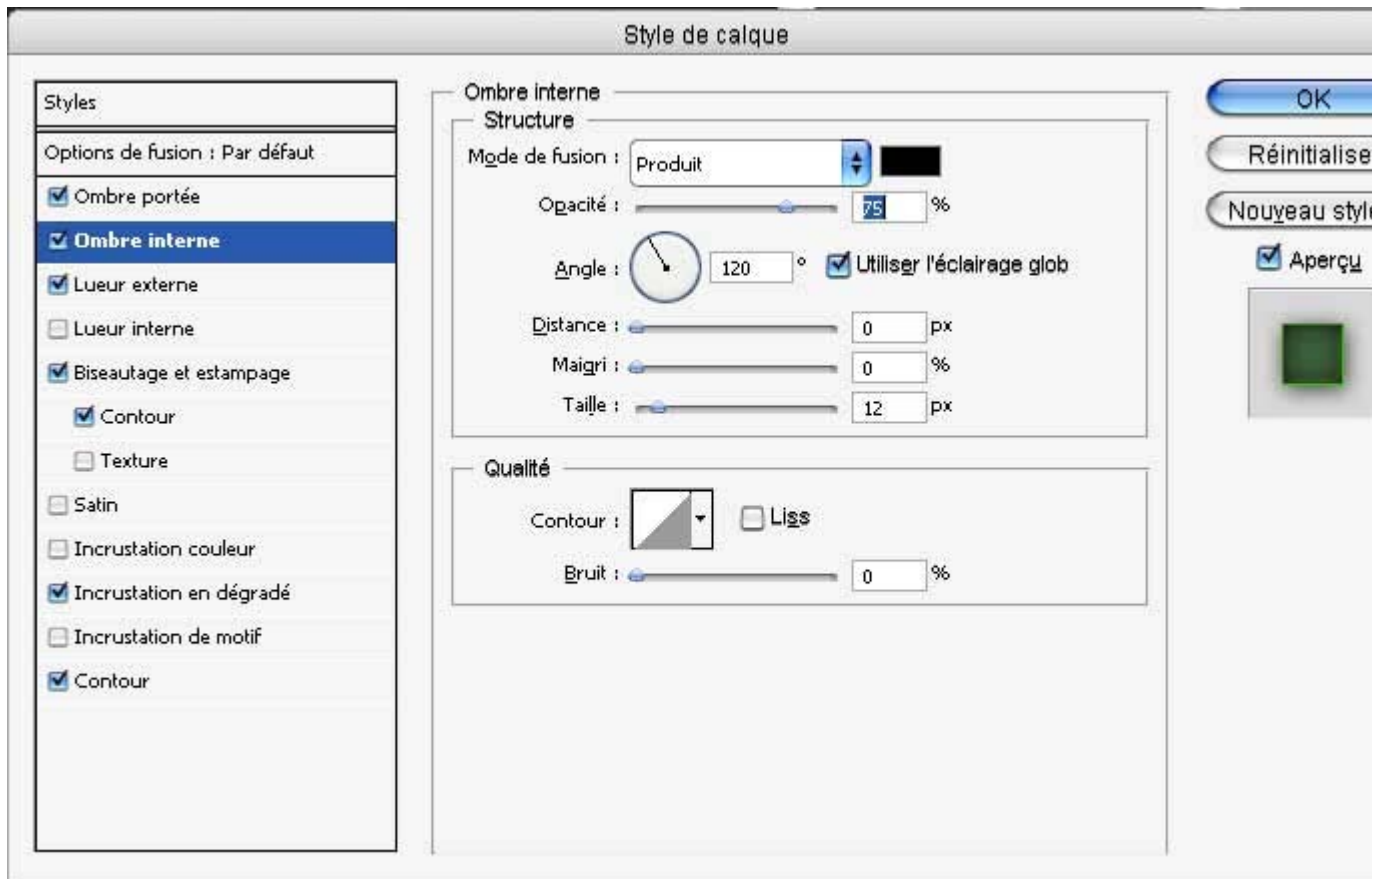 Style de calque
Styles
Options de fusion : Par défaut
Ombre portée
Ombre interne
Lueur externe
Lueur interne
Biseautage et estampage
Contour
Texture
Satin
Incrustation couleur
Incrustation en dégradé
Incrustation de motif
Contour
Ombre interne
Structure
Mode de fusion : Produit
Opacité : 75 %
Angle : 120 ° Utiliser l'éclairage glob
Distance : 0 px
Maigri : 0 %
Taille : 12 px
Qualité
Contour : Liss
Bruit : 0 %
OK
Réinitialise
Nouveau style
Aperçu